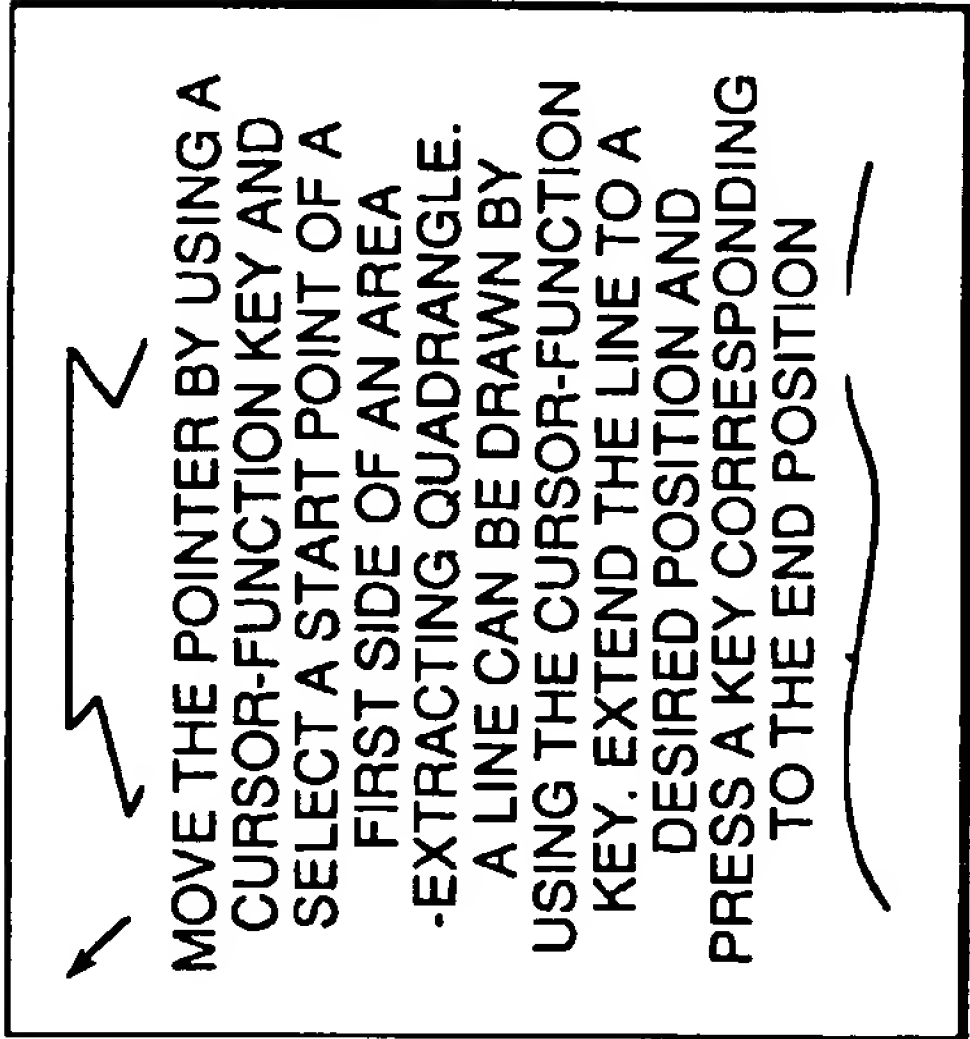 MOVE THE POINTER BY USING A
CURSOR-FUNCTION KEY AND
SELECT A START POINT OF A
FIRST SIDE OF AN AREA
-EXTRACTING QUADRANGLE.
A LINE CAN BE DRAWN BY
USING THE CURSOR-FUNCTION
KEY. EXTEND THE LINE TO A
DESIRED POSITION AND
PRESS A KEY CORRESPONDING
TO THE END POSITION